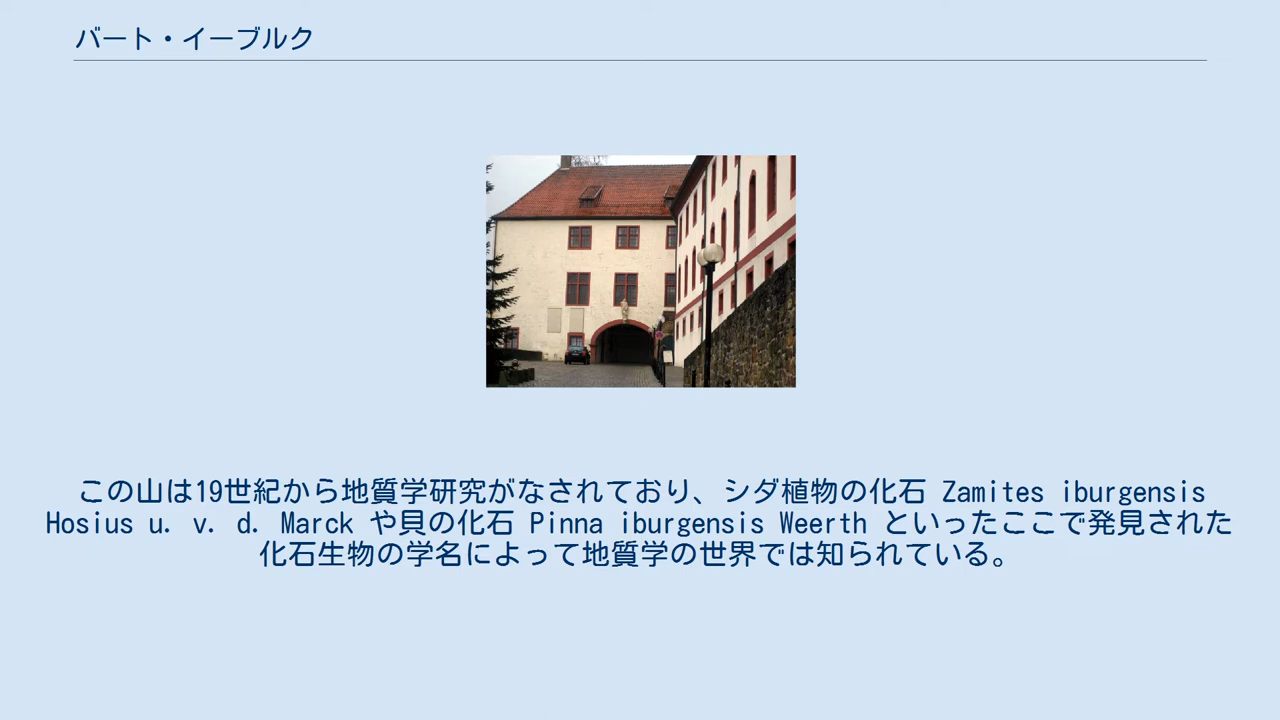 バート・イーブルク
この山は19世紀から地質学研究がなされており、シダ植物の化石 Zamites iburgensis
Hosius u. v. d. Marck や貝の化石 Pinna iburgensis Weerth といったここで発見された
化石生物の学名によって地質学の世界では知られている。